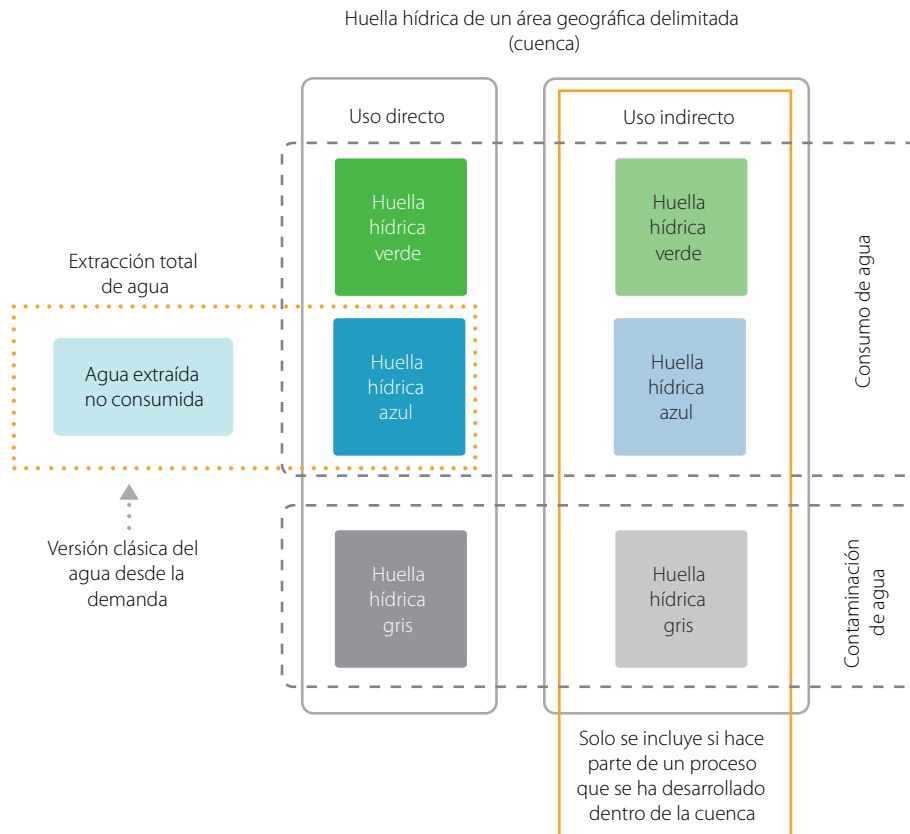 Huella hídrica de un área geográfica delimitada
(cuenca)
Uso directo
Uso indirecto
Huella
hídrica
verde
Huella
hídrica
verde
Consumo de agua
Extracción total
de agua
Agua extraída
no consumida
Huella
hídrica
azul
Huella
hídrica
azul
Versión clásica del
agua desde la
demanda
Huella
hídrica
gris
Huella
hídrica
gris
Contaminación
de agua
Solo se incluye si hace
parte de un proceso
que se ha desarrollado
dentro de la cuenca